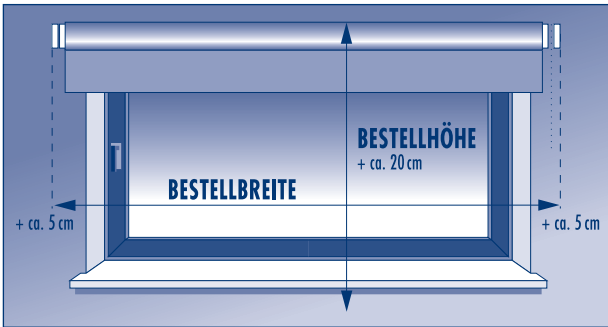 BESTELLHÖHE
+ ca. 20 cm
BESTELLBREITE
+ ca. 5 cm
+ ca. 5 cm